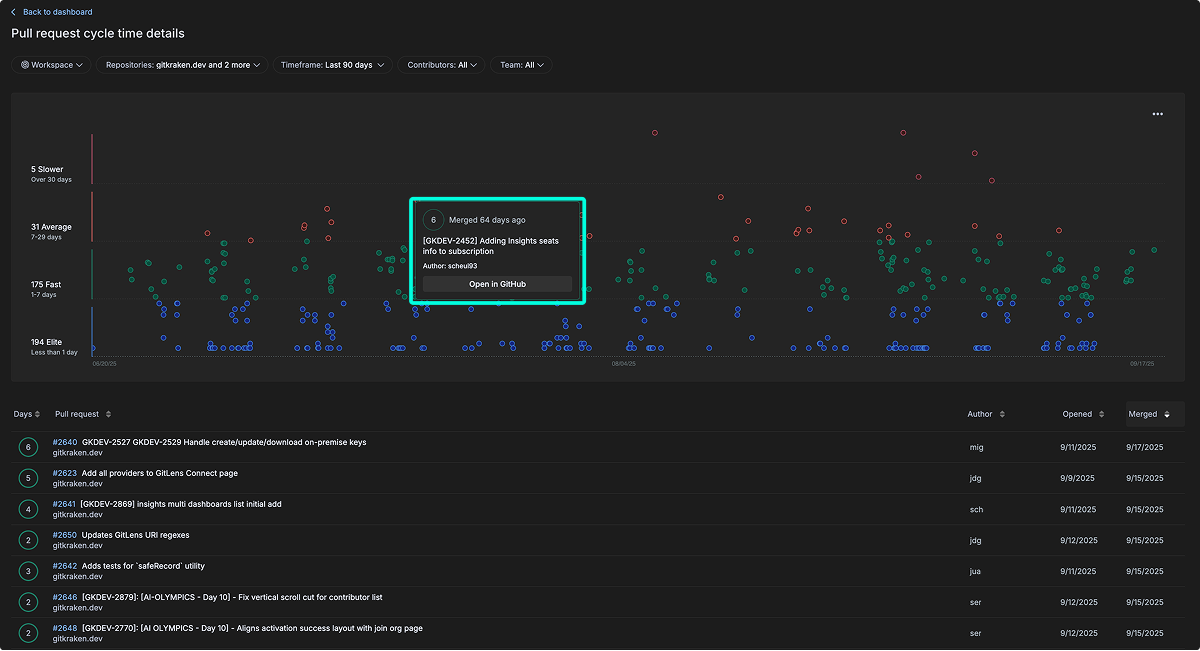 Back to dashboard
Pull request cycle time details
Workspace
Repositories: gitkraken.dev and 2 more
Timeframe: Last 90 days
Contributors: All
Team: All
5 Slower
Over 30 days
31 Average
7-29 days
175 Fast
1-7 days
194 Elite
Less than 1 day
6 Merged 64 days ago
[GKDEV-2452] Adding Insights seats
info to subscription
Author: scheul93
Open in GitHub
06/20/25 08/04/25 09/17/25
Days Pull request Author Opened Merged
6 #2640 GKDEV-2527 GKDEV-2529 Handle create/update/download on-premise keys mig 9/11/2025 9/17/2025
gitkraken.dev
5 #2623 Add all providers to GitLens Connect page jdg 9/9/2025 9/15/2025
gitkraken.dev
4 #2641 [GKDEV-2869] insights multi dashboards list initial add sch 9/11/2025 9/15/2025
gitkraken.dev
2 #2650 Updates GitLens URI regexes jdg 9/12/2025 9/15/2025
gitkraken.dev
3 #2642 Adds tests for `safeRecord` utility jua 9/11/2025 9/15/2025
gitkraken.dev
2 #2646 [GKDEV-2879]: [AI-OLYMPICS - Day 10] - Fix vertical scroll cut for contributor list ser 9/12/2025 9/15/2025
gitkraken.dev
2 #2648 [GKDEV-2770]: [AI OLYMPICS - Day 10] - Aligns activation success layout with join org page ser 9/12/2025 9/15/2025
gitkraken.dev